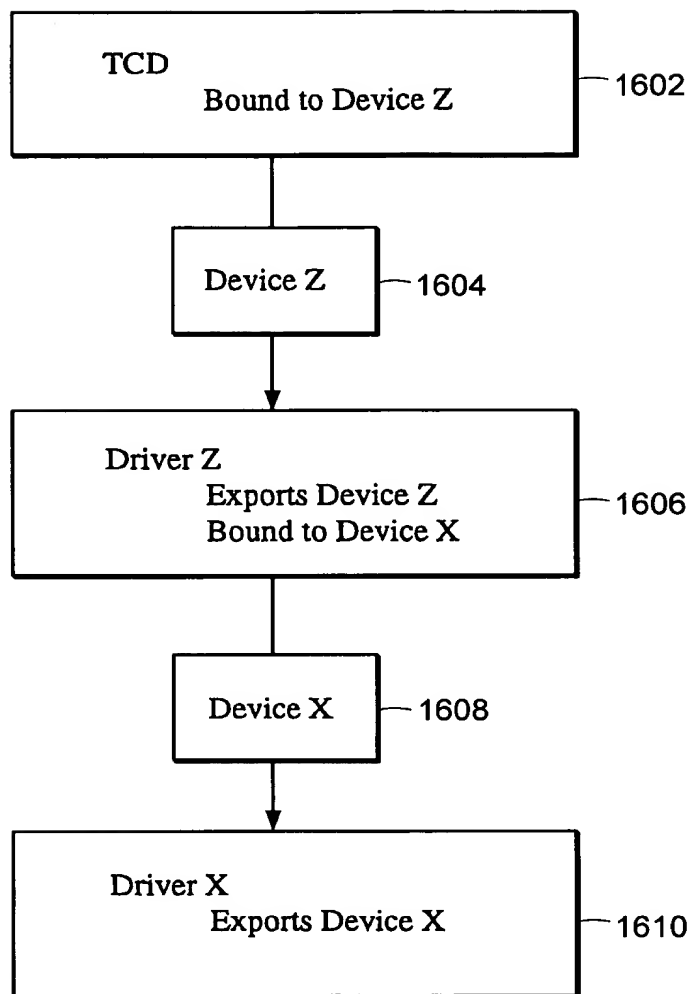 TCD
Bound to Device Z
1602
Device Z
1604
Driver Z
Exports Device Z
Bound to Device X
1606
Device X
1608
Driver X
Exports Device X
1610